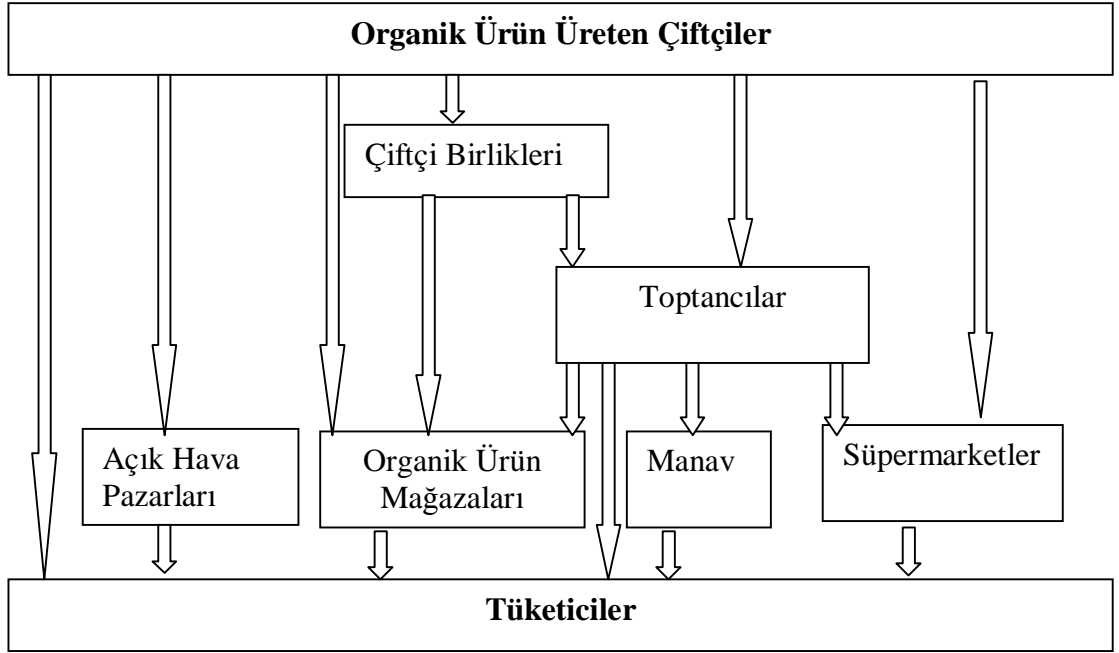 Organik Ürün Üreten Çiftçiler
Çiftçi Birlikleri
Toptancılar
Açık Hava
Pazarları
Organik Ürün
Mağazaları
Manav
Süpermarketler
Tüketiciler